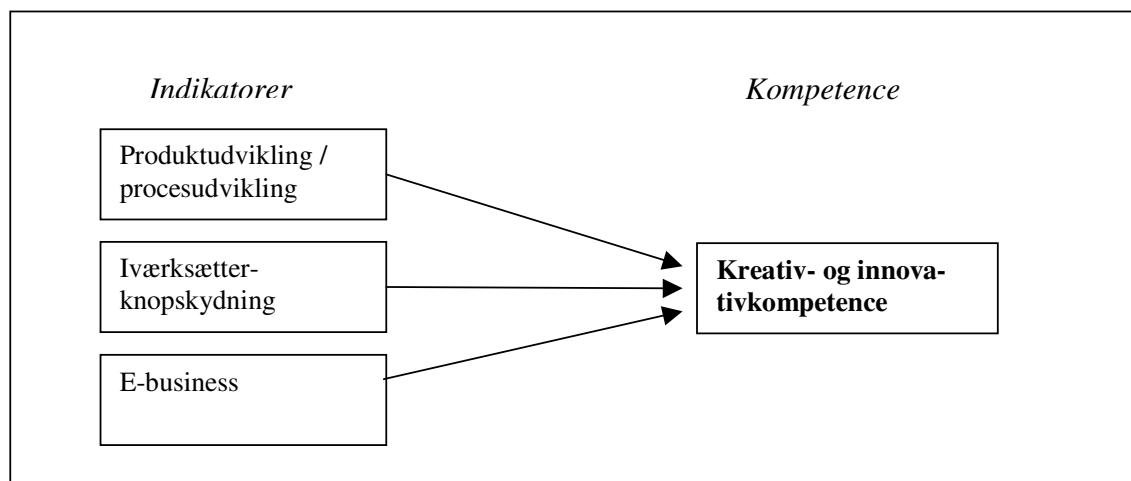 Indikatorer
Kompetence
Produktudvikling /
procesudvikling
Iværksætter-
knopskydning
E-business
Kreativ- og innova-
tivkompetence